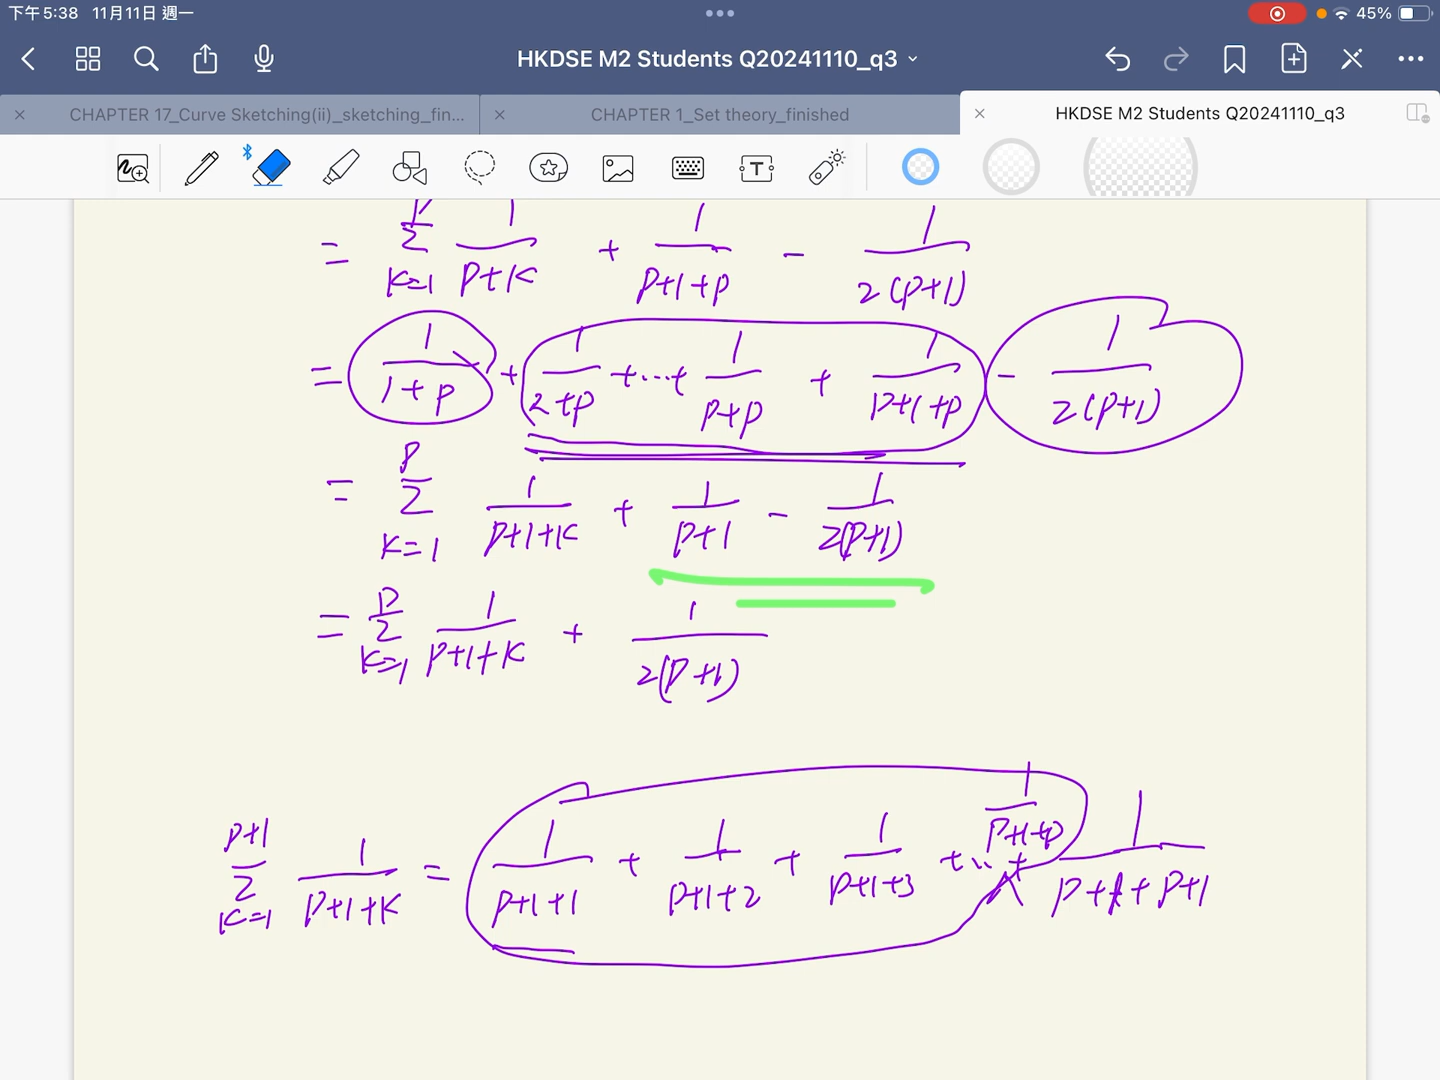 下午5:38 11月11日 週一 45%
HKDSE M2 Students Q20241110_q3
CHAPTER 17_Curve Sketching(ii)_sketching_fin... CHAPTER 1_Set theory_finished HKDSE M2 Students Q20241110_q3
= Σ_{k=1}^{p} 1/(p+k) + 1/(p+1+p) - 1/(2(p+1))
= 1/(1+p) + 1/(2+p) + ... + 1/(p+p) + 1/(p+1+p) - 1/(2(p+1))
= Σ_{k=1}^{p} 1/(p+1+k) + 1/(p+1) - 1/(2(p+1))
= Σ_{k=1}^{p} 1/(p+1+k) + 1/(2(p+1))
Σ_{k=1}^{p+1} 1/(p+1+k) = 1/(p+1+1) + 1/(p+1+2) + 1/(p+1+3) + ... + 1/(p+1+p) + 1/(p+1+p+1)